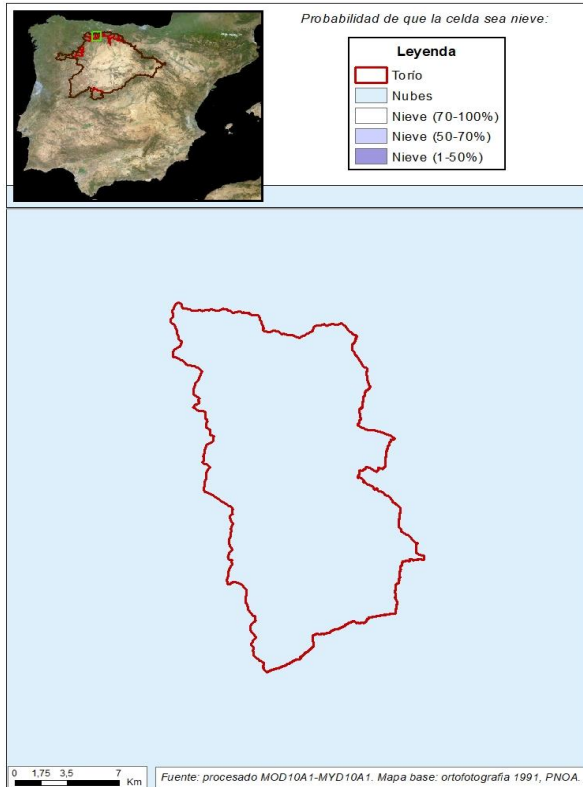 Probabilidad de que la celda sea nieve:
Leyenda
Torío
Nubes
Nieve (70-100%)
Nieve (50-70%)
Nieve (1-50%)
0 1,75 3,5 7
Km
Fuente: procesado MOD10A1-MYD10A1. Mapa base: ortofotografia 1991, PNOA.